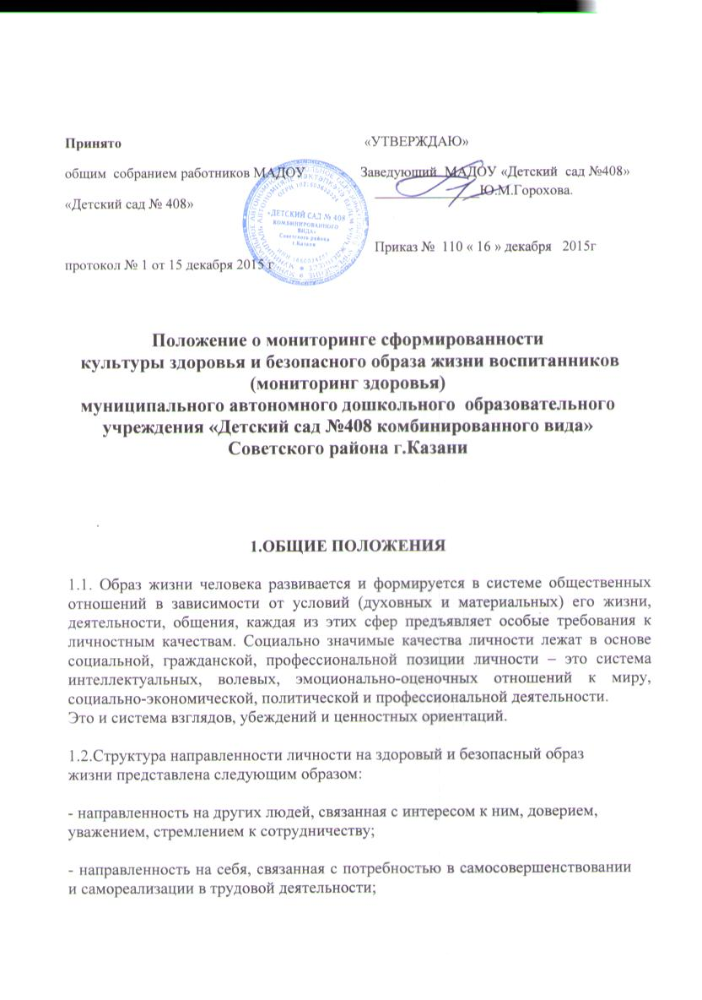 Принято
«УТВЕРЖДАЮ»
общим собранием работников МАДОУ
Заведующий МАДОУ «Детский сад №408»
Ю.М.Горохова.
«Детский сад № 408»
Приказ № 110 « 16 » декабря 2015г
протокол № 1 от 15 декабря 2015 г
«ДЕТСКИЙ САД № 408
КОМБИНИРОВАННОГО
ВИДА»
Советского района
г.Казани
Положение о мониторинге сформированности
культуры здоровья и безопасного образа жизни воспитанников
(мониторинг здоровья)
муниципального автономного дошкольного образовательного
учреждения «Детский сад №408 комбинированного вида»
Советского района г.Казани
1.ОБЩИЕ ПОЛОЖЕНИЯ
1.1. Образ жизни человека развивается и формируется в системе общественных
отношений в зависимости от условий (духовных и материальных) его жизни,
деятельности, общения, каждая из этих сфер предъявляет особые требования к
личностным качествам. Социально значимые качества личности лежат в основе
социальной, гражданской, профессиональной позиции личности – это система
интеллектуальных, волевых, эмоционально-оценочных отношений к миру,
социально-экономической, политической и профессиональной деятельности.
Это и система взглядов, убеждений и ценностных ориентаций.
1.2.Структура направленности личности на здоровый и безопасный образ
жизни представлена следующим образом:
- направленность на других людей, связанная с интересом к ним, доверием,
уважением, стремлением к сотрудничеству;
- направленность на себя, связанная с потребностью в самосовершенствовании
и самореализации в трудовой деятельности;